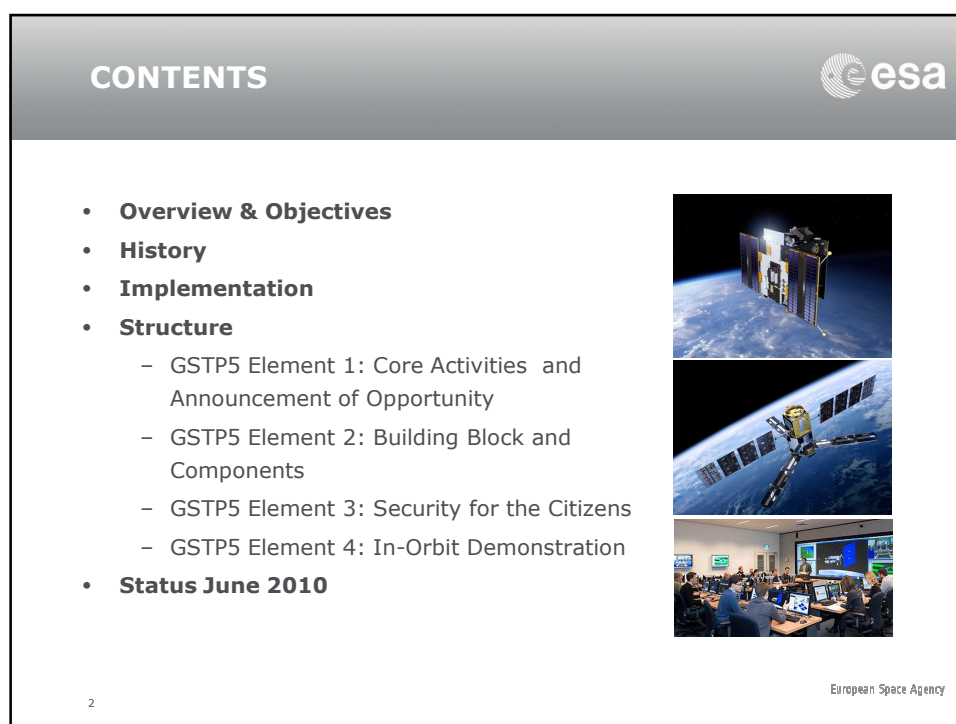 CONTENTS
esa
• Overview & Objectives
• History
• Implementation
• Structure
– GSTP5 Element 1: Core Activities and
Announcement of Opportunity
– GSTP5 Element 2: Building Block and
Components
– GSTP5 Element 3: Security for the Citizens
– GSTP5 Element 4: In-Orbit Demonstration
• Status June 2010
European Space Agency
2